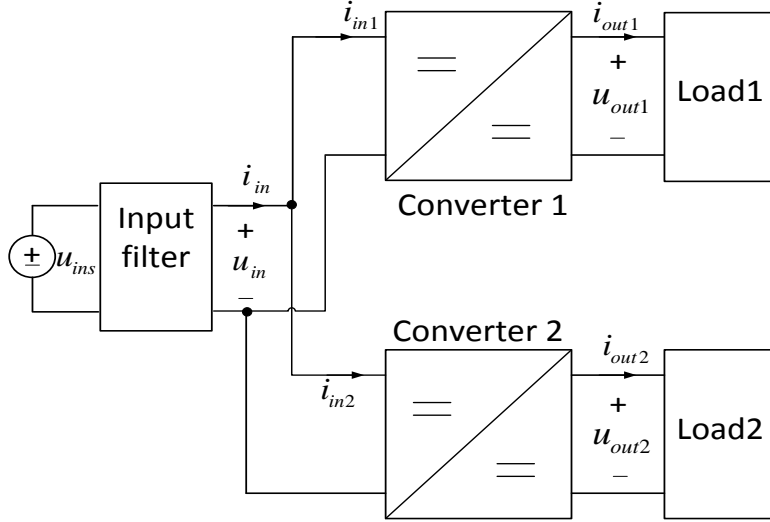 i_in1
i_out1
+
u_out1
–
Load1
Converter 1
i_in
+
u_in
–
Input
filter
±
u_ins
Converter 2
i_in2
i_out2
+
u_out2
–
Load2